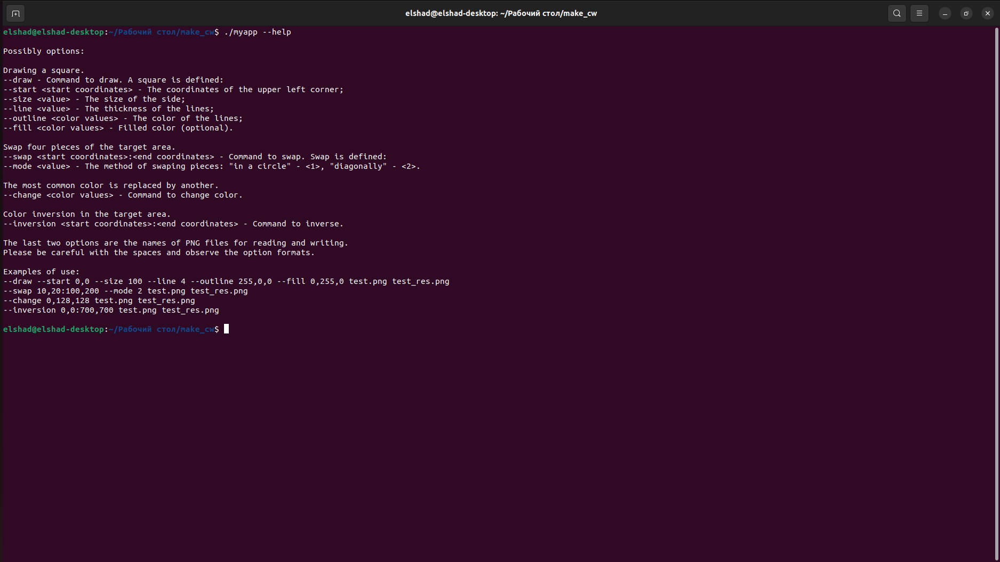 elshad@elshad-desktop: ~/Рабочий стол/make_cw
elshad@elshad-desktop:~/Рабочий стол/make_cw$ ./myapp --help
Possibly options:
Drawing a square.
--draw - Command to draw. A square is defined:
--start <start coordinates> - The coordinates of the upper left corner;
--size <value> - The size of the side;
--line <value> - The thickness of the lines;
--outline <color values> - The color of the lines;
--fill <color values> - Filled color (optional).
Swap four pieces of the target area.
--swap <start coordinates>:<end coordinates> - Command to swap. Swap is defined:
--mode <value> - The method of swaping pieces: "in a circle" - <1>, "diagonally" - <2>.
The most common color is replaced by another.
--change <color values> - Command to change color.
Color inversion in the target area.
--inversion <start coordinates>:<end coordinates> - Command to inverse.
The last two options are the names of PNG files for reading and writing.
Please be careful with the spaces and observe the option formats.
Examples of use:
--draw --start 0,0 --size 100 --line 4 --outline 255,0,0 --fill 0,255,0 test.png test_res.png
--swap 10,20:100,200 --mode 2 test.png test_res.png
--change 0,128,128 test.png test_res.png
--inversion 0,0:700,700 test.png test_res.png
elshad@elshad-desktop:~/Рабочий стол/make_cw$